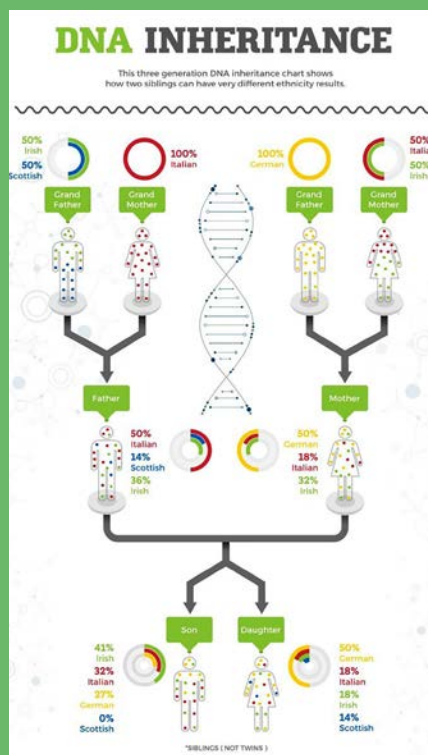 DNA INHERITANCE
This three generation DNA inheritance chart shows
how two siblings can have very different ethnicity results.
50%
Irish
50%
Scottish
100%
Italian
100%
German
50%
Italian
50%
Irish
Grand
Father
Grand
Mother
Grand
Father
Grand
Mother
Father
Mother
50%
Italian
14%
Scottish
36%
Irish
50%
German
18%
Italian
32%
Irish
Son
Daughter
41%
Irish
32%
Italian
27%
German
0%
Scottish
50%
German
18%
Italian
18%
Irish
14%
Scottish
*SIBLINGS ( NOT TWINS )